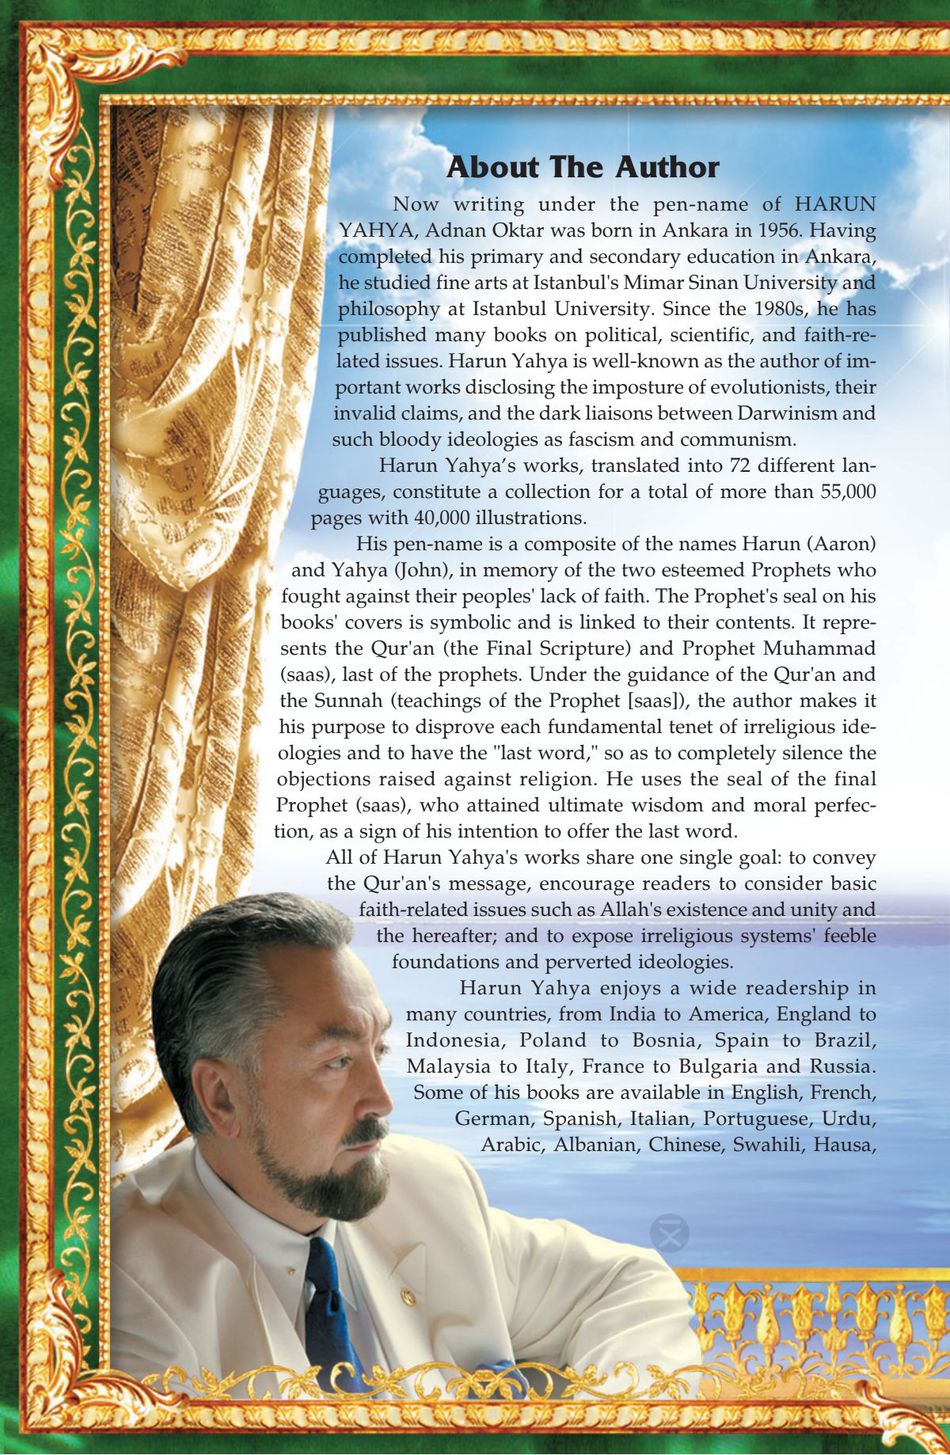 About The Author
Now writing under the pen-name of HARUN
YAHYA, Adnan Oktar was born in Ankara in 1956. Having
completed his primary and secondary education in Ankara,
he studied fine arts at Istanbul's Mimar Sinan University and
philosophy at Istanbul University. Since the 1980s, he has
published many books on political, scientific, and faith-re-
lated issues. Harun Yahya is well-known as the author of im-
portant works disclosing the imposture of evolutionists, their
invalid claims, and the dark liaisons between Darwinism and
such bloody ideologies as fascism and communism.
Harun Yahya’s works, translated into 72 different lan-
guages, constitute a collection for a total of more than 55,000
pages with 40,000 illustrations.
His pen-name is a composite of the names Harun (Aaron)
and Yahya (John), in memory of the two esteemed Prophets who
fought against their peoples' lack of faith. The Prophet's seal on his
books' covers is symbolic and is linked to their contents. It repre-
sents the Qur'an (the Final Scripture) and Prophet Muhammad
(saas), last of the prophets. Under the guidance of the Qur'an and
the Sunnah (teachings of the Prophet [saas]), the author makes it
his purpose to disprove each fundamental tenet of irreligious ide-
ologies and to have the "last word," so as to completely silence the
objections raised against religion. He uses the seal of the final
Prophet (saas), who attained ultimate wisdom and moral perfec-
tion, as a sign of his intention to offer the last word.
All of Harun Yahya's works share one single goal: to convey
the Qur'an's message, encourage readers to consider basic
faith-related issues such as Allah's existence and unity and
the hereafter; and to expose irreligious systems' feeble
foundations and perverted ideologies.
Harun Yahya enjoys a wide readership in
many countries, from India to America, England to
Indonesia, Poland to Bosnia, Spain to Brazil,
Malaysia to Italy, France to Bulgaria and Russia.
Some of his books are available in English, French,
German, Spanish, Italian, Portuguese, Urdu,
Arabic, Albanian, Chinese, Swahili, Hausa,